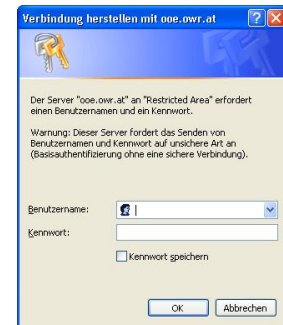 Verbindung herstellen mit ooe.owr.at
Der Server "ooe.owr.at" an "Restricted Area" erfordert
einen Benutzernamen und ein Kennwort.
Warnung: Dieser Server fordert das Senden von
Benutzernamen und Kennwort auf unsichere Art an
(Basisauthentifizierung ohne eine sichere Verbindung).
Benutzername:
Kennwort:
Kennwort speichern
OK Abbrechen